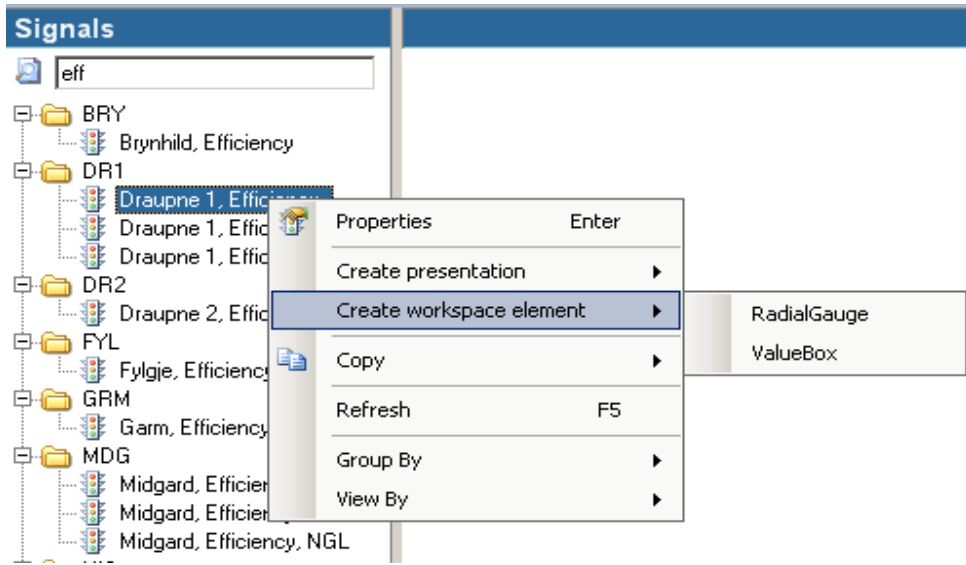 Signals
eff
BRY
Brynhild, Efficiency
DR1
Draupne 1, Efficiency
Draupne 1, Effic
Draupne 1, Effic
DR2
Draupne 2, Effic
FYL
Fylgje, Efficiency
GRM
Garm, Efficiency
MDG
Midgard, Efficien
Midgard, Efficien
Midgard, Efficiency, NGL
Properties Enter
Create presentation
Create workspace element
Copy
Refresh F5
Group By
View By
RadialGauge
ValueBox